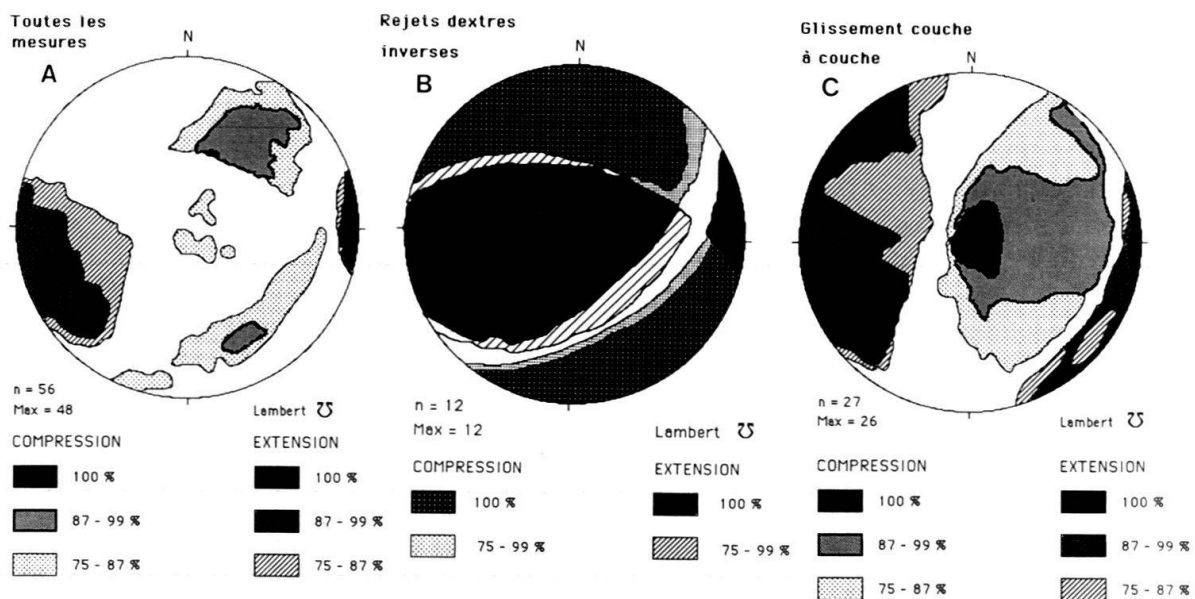 Toutes les
mesures
A
N
n = 56
Max = 48
Lambert ℧
COMPRESSION
100 %
87 - 99 %
75 - 87 %
EXTENSION
100 %
87 - 99 %
75 - 87 %
Rejets dextres
inverses
B
N
n = 12
Max = 12
Lambert ℧
COMPRESSION
100 %
75 - 99 %
EXTENSION
100 %
75 - 99 %
Glissement couche
à couche
C
N
n = 27
Max = 26
Lambert ℧
COMPRESSION
100 %
87 - 99 %
75 - 87 %
EXTENSION
100 %
87 - 99 %
75 - 87 %